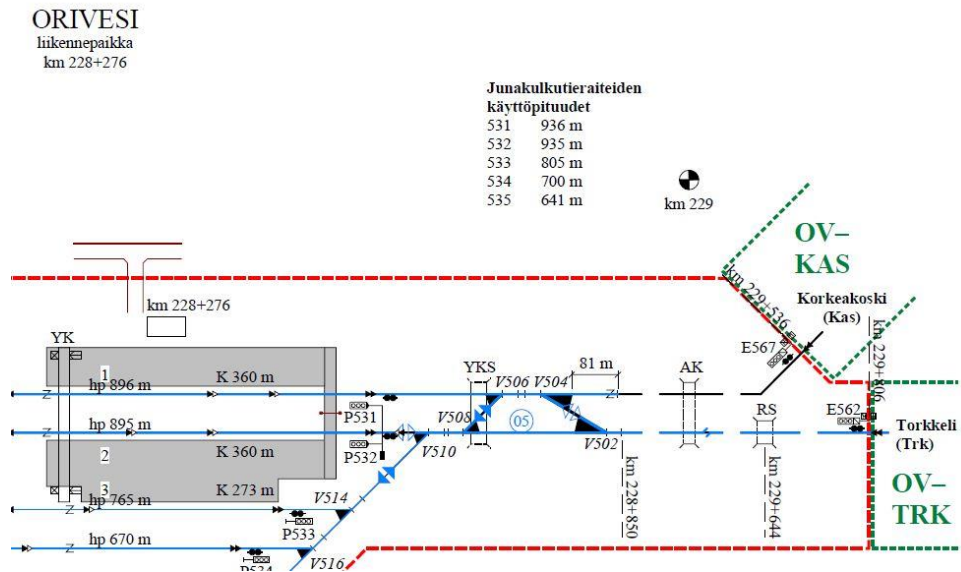 ORIVESI
liikennepaikka
km 228+276
Junakulkutieraiteiden
käyttöpituudet
531 936 m
532 935 m
533 805 m
534 700 m
535 641 m
km 229
OV–
KAS
km 229+536
Korkeakoski
(Kas)
km 228+276
YK
E567
km 229+806
1
hp 896 m
K 360 m
YKS
V506
V504
81 m
AK
P531
V508
05
RS
E562
hp 895 m
Torkkeli
(Trk)
2
K 360 m
P532
V510
V502
km 228+850
km 229+644
3
hp 765 m
K 273 m
V514
OV–
TRK
P533
hp 670 m
P534
V516